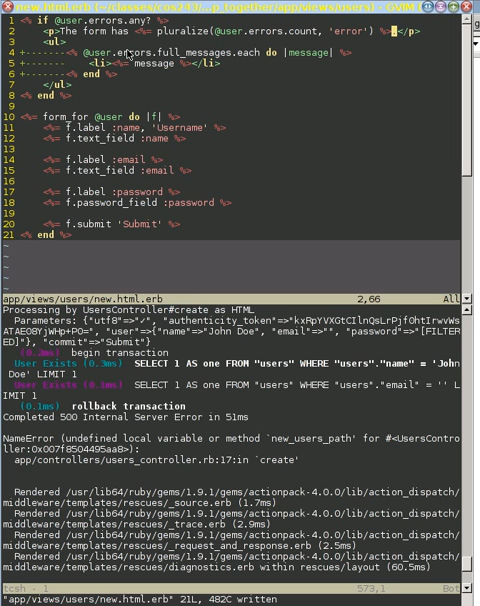 new.html.erb (~/classes/cos243/...p together/app/views/users) - GVIM
1 <% if @user.errors.any? %>
2 <p>The form has <%= pluralize(@user.errors.count, 'error') %>.</p>
3 <ul>
4 +-------<% @user.errors.full_messages.each do |message| %>
5 +------- <li><%= message %></li>
6 +-------<% end %>
7 </ul>
8 <% end %>
9
10 <%= form_for @user do |f| %>
11 <%= f.label :name, 'Username' %>
12 <%= f.text_field :name %>
13
14 <%= f.label :email %>
15 <%= f.text_field :email %>
16
17 <%= f.label :password %>
18 <%= f.password_field :password %>
19
20 <%= f.submit 'Submit' %>
21 <% end %>
~
~
~
~
~
app/views/users/new.html.erb 2,66 All
Processing by UsersController#create as HTML
Parameters: {"utf8"=>"✓", "authenticity_token"=>"kxRpYVXGtCIlnQsLrPjfOhtIrwvWs
ATAEO8YjWHp+P0=", "user"=>{"name"=>"John Doe", "email"=>"", "password"=>"[FILTER
ED]"}, "commit"=>"Submit"}
begin transaction
User Exists (0.3ms) SELECT 1 AS one FROM "users" WHERE "users"."name" = 'John
Doe' LIMIT 1
User Exists SELECT 1 AS one FROM "users" WHERE "users"."email" = '' L
IMIT 1
(0.1ms) rollback transaction
Completed 500 Internal Server Error in 51ms
NameError (undefined local variable or method `new_users_path' for #<UsersContro
ller:0x007f8504495aa8>):
app/controllers/users_controller.rb:17:in `create'
Rendered /usr/lib64/ruby/gems/1.9.1/gems/actionpack-4.0.0/lib/action_dispatch/
middleware/templates/rescues/_source.erb (1.7ms)
Rendered /usr/lib64/ruby/gems/1.9.1/gems/actionpack-4.0.0/lib/action_dispatch/
middleware/templates/rescues/_trace.erb (2.9ms)
Rendered /usr/lib64/ruby/gems/1.9.1/gems/actionpack-4.0.0/lib/action_dispatch/
middleware/templates/rescues/_request_and_response.erb (2.5ms)
Rendered /usr/lib64/ruby/gems/1.9.1/gems/actionpack-4.0.0/lib/action_dispatch/
middleware/templates/rescues/diagnostics.erb within rescues/layout (60.5ms)
tcsh - 1 573,1 Bot
"app/views/users/new.html.erb" 21L, 482C written